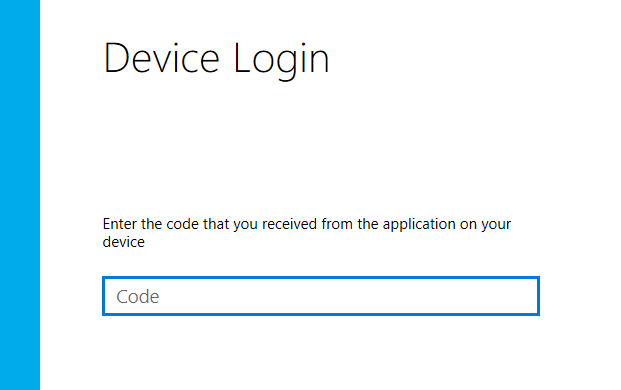 Device Login
Enter the code that you received from the application on your
device
Code